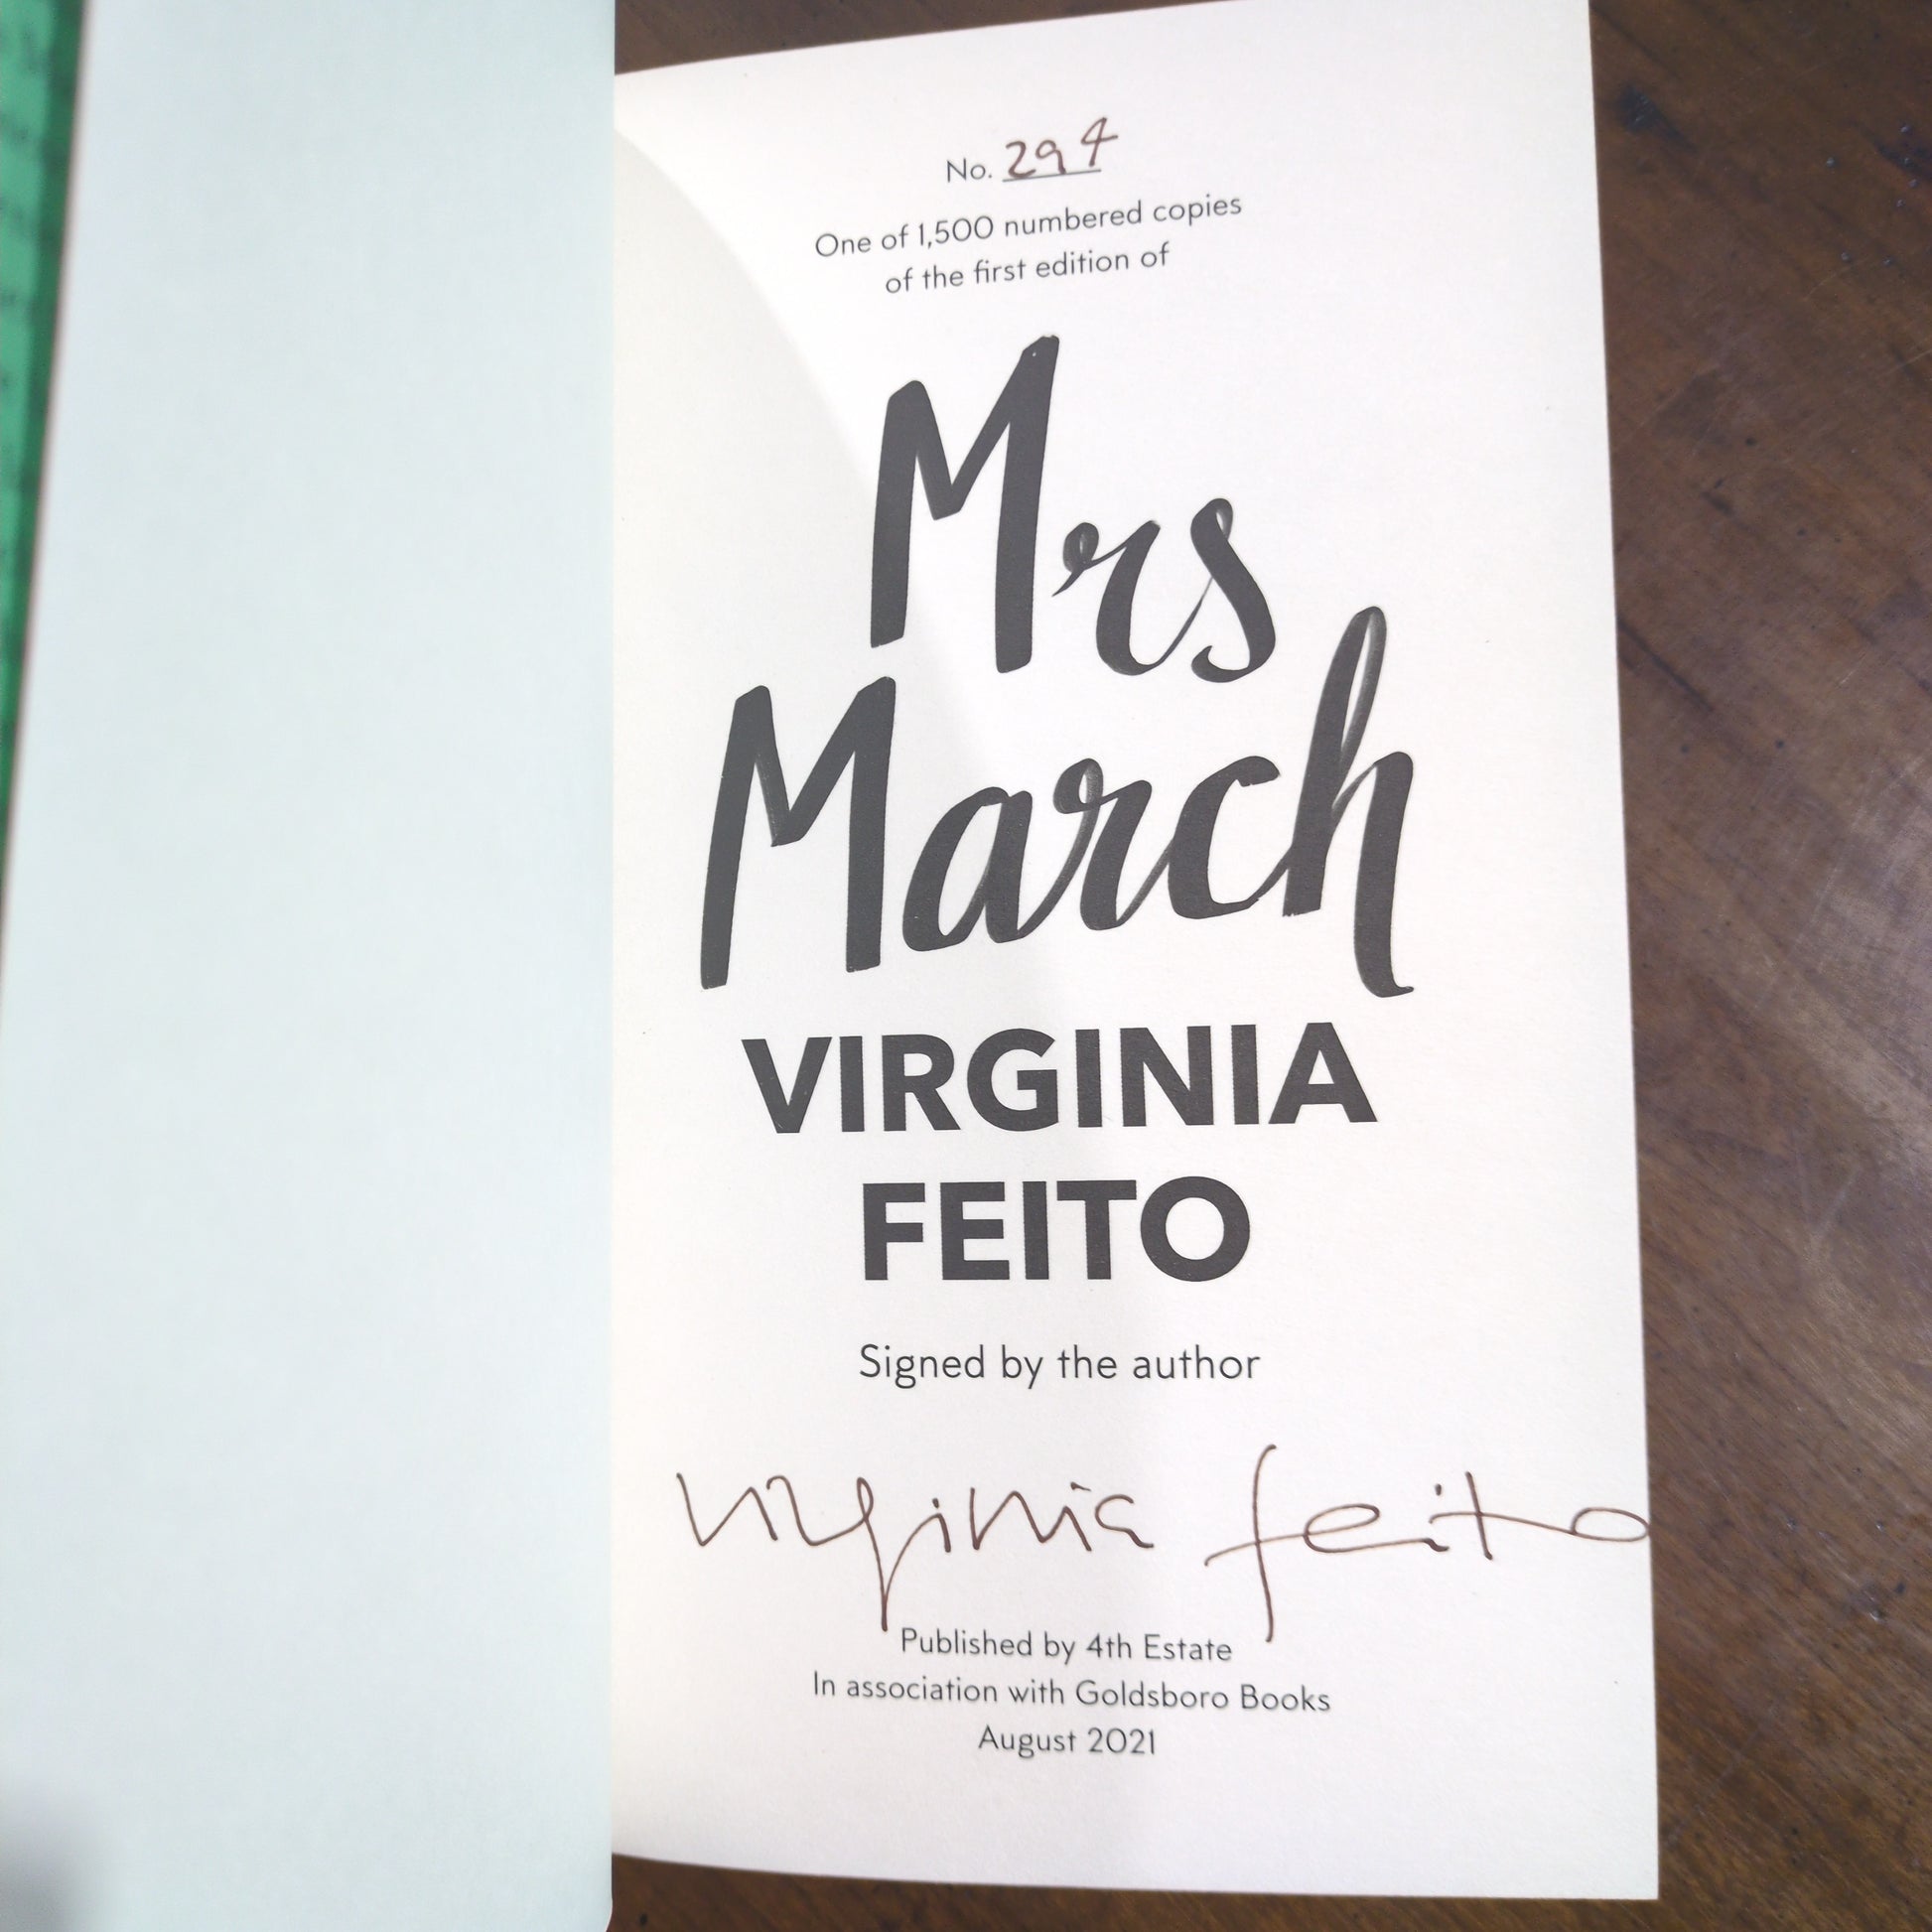 No. 294
One of 1,500 numbered copies
of the first edition of
Mrs
March
VIRGINIA
FEITO
Signed by the author
Virginia feito
Published by 4th Estate
In association with Goldsboro Books
August 2021